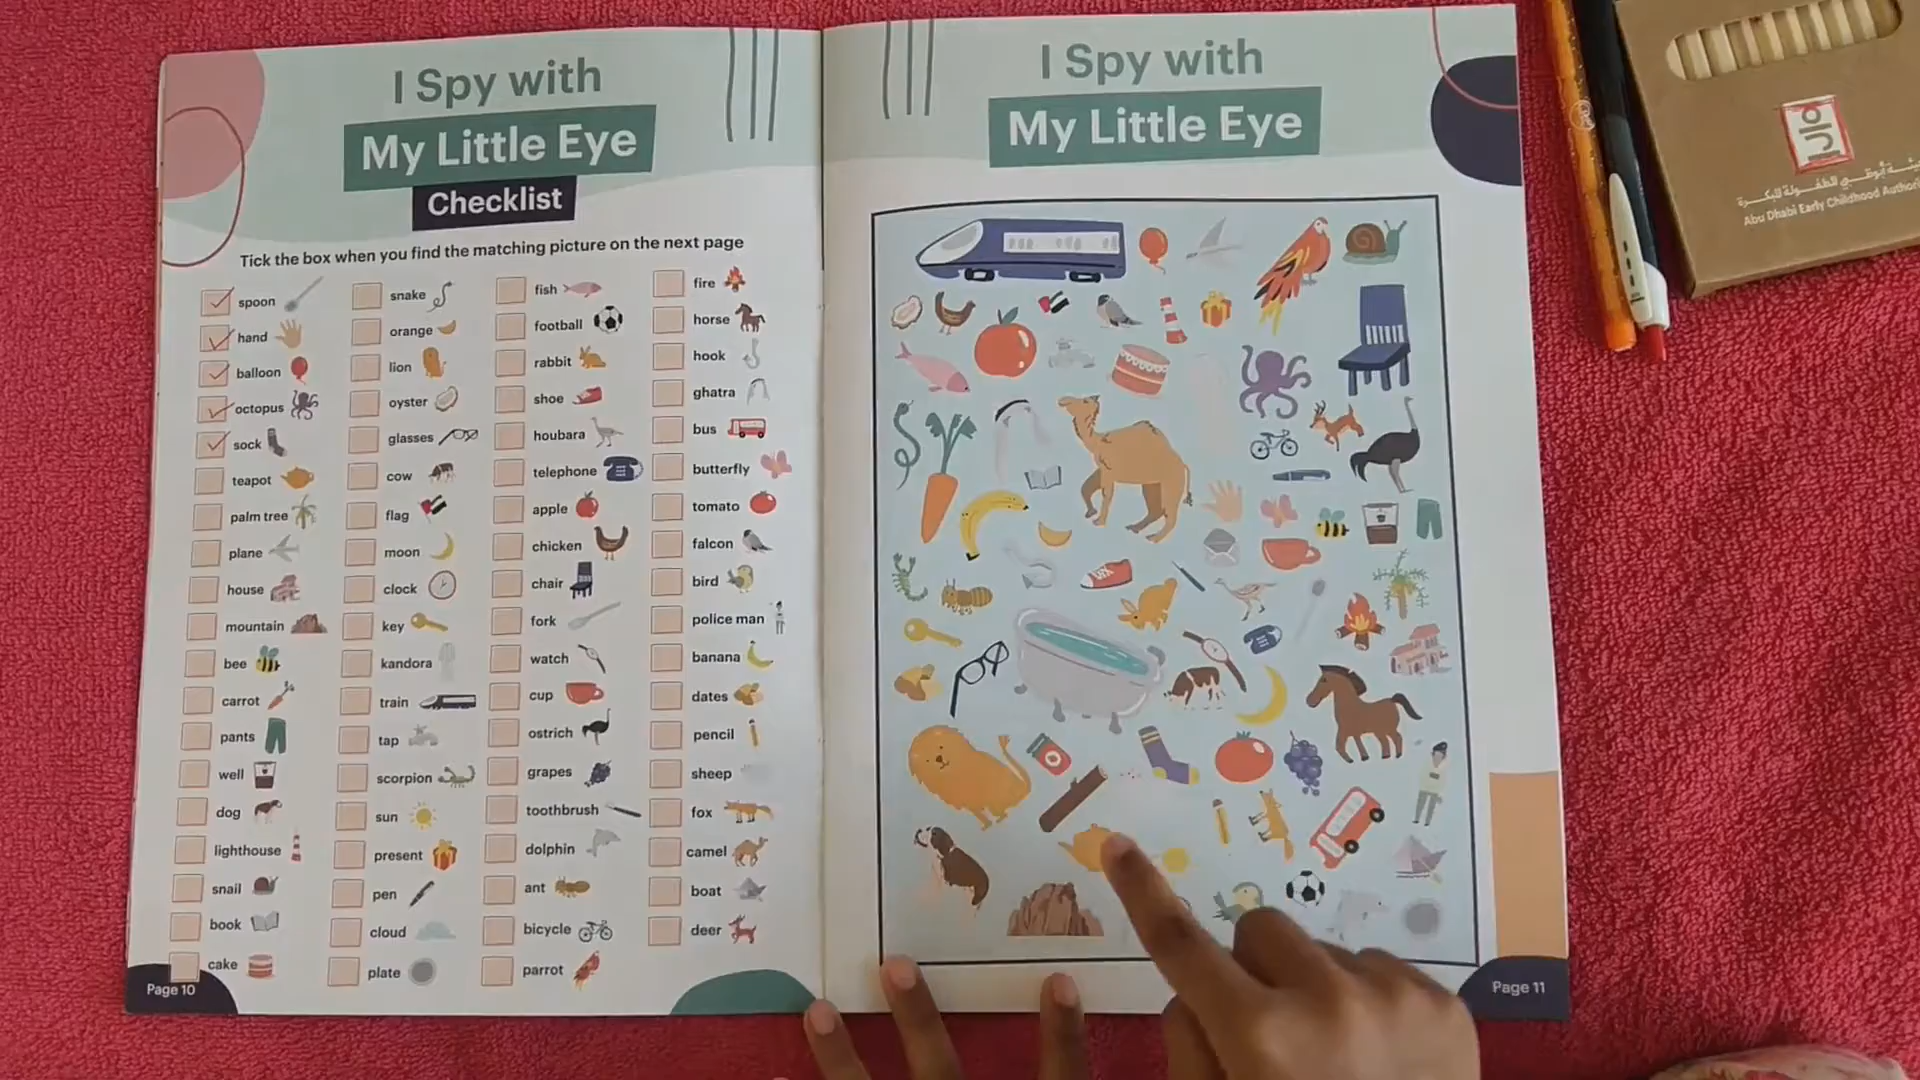 I Spy with
My Little Eye
Checklist
Tick the box when you find the matching picture on the next page
spoon
hand
balloon
octopus
sock
teapot
palm tree
plane
house
mountain
bee
carrot
pants
well
dog
lighthouse
snail
book
cake
snake
orange
lion
oyster
glasses
cow
flag
moon
clock
key
kandora
train
tap
scorpion
sun
present
pen
cloud
plate
fish
football
rabbit
shoe
houbara
telephone
apple
chicken
chair
fork
watch
cup
ostrich
grapes
toothbrush
dolphin
ant
bicycle
parrot
fire
horse
hook
ghatra
bus
butterfly
tomato
falcon
bird
police man
banana
dates
pencil
sheep
fox
camel
boat
deer
Page 10
I Spy with
My Little Eye
Page 11
أبوظبي للطفولة المبكرة
Abu Dhabi Early Childhood